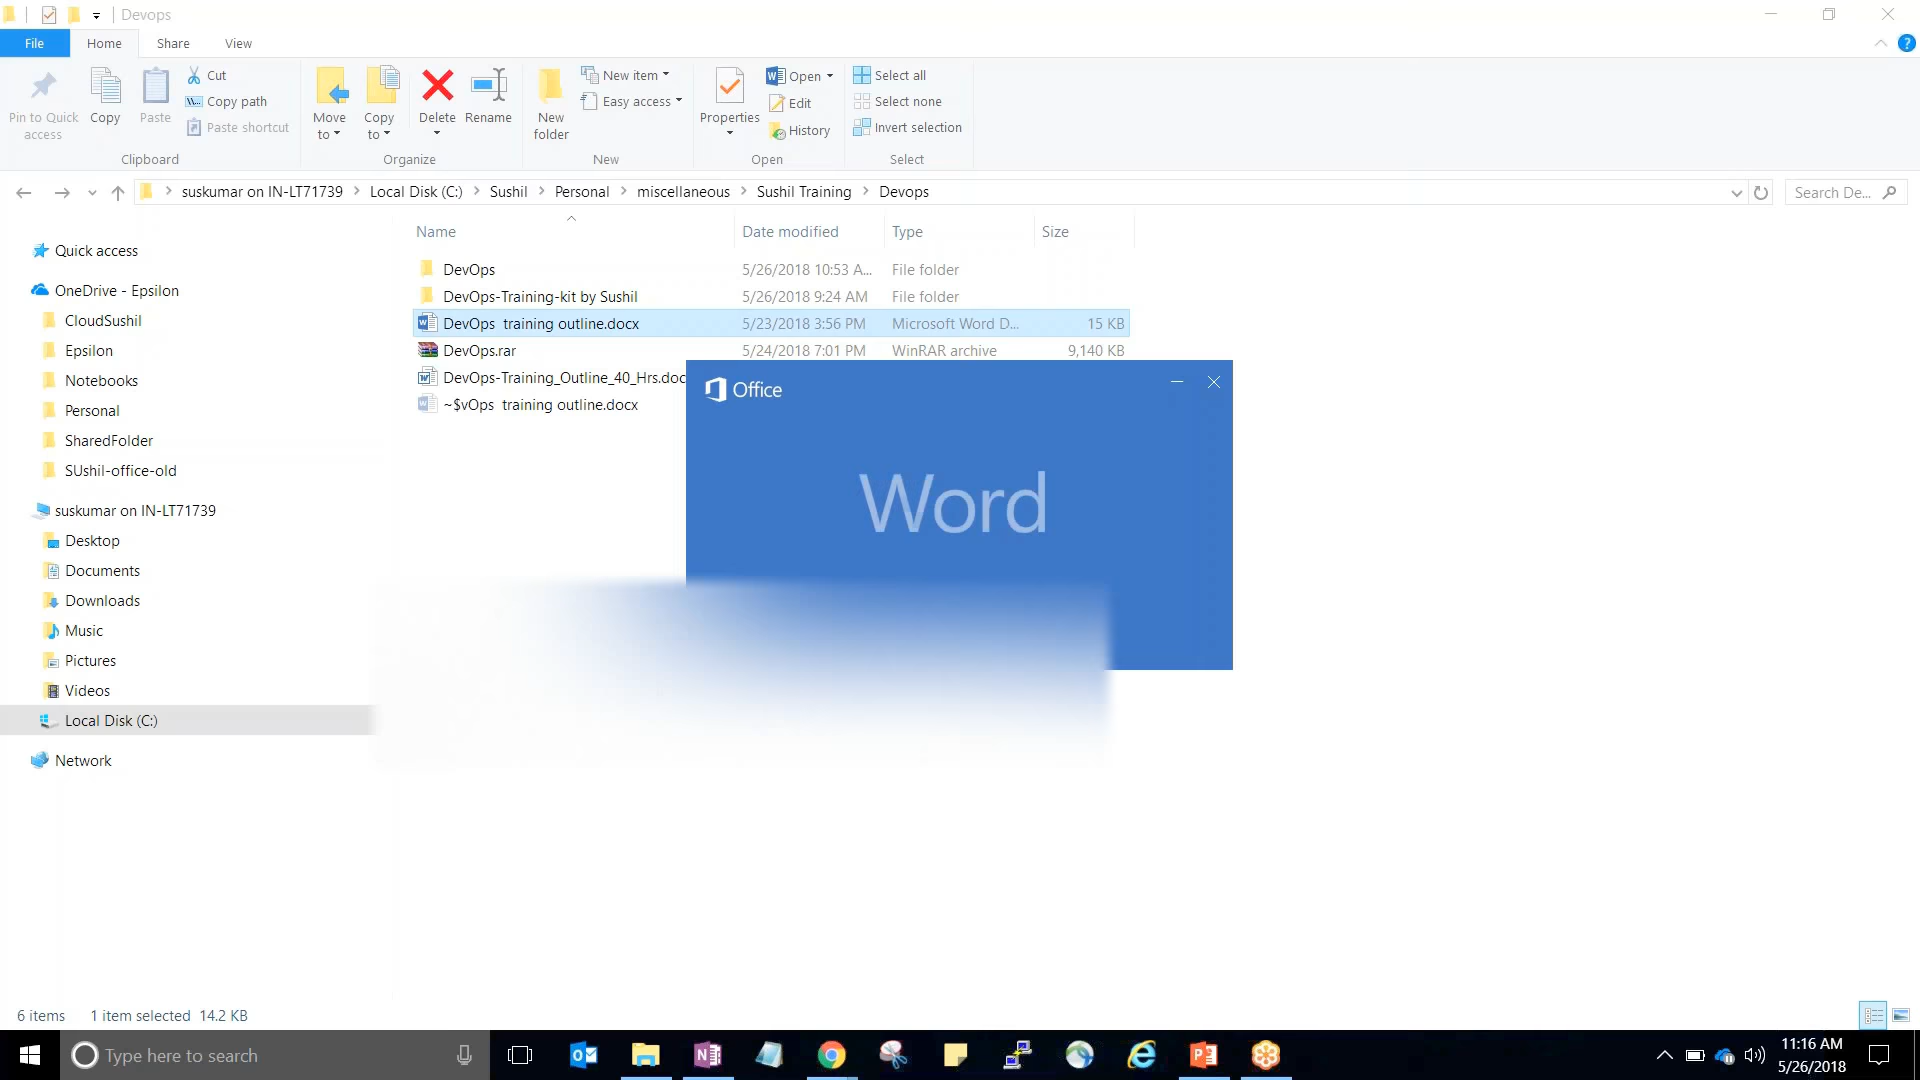 Devops
File Home Share View
Pin to Quick access
Copy
Paste
Cut
Copy path
Paste shortcut
Clipboard
Move to
Copy to
Delete
Rename
Organize
New folder
New item
Easy access
New
Properties
Open
Edit
History
Open
Select all
Select none
Invert selection
Select
suskumar on IN-LT71739 Local Disk (C:) Sushil Personal miscellaneous Sushil Training Devops
Search De...
Name Date modified Type Size
DevOps 5/26/2018 10:53 A... File folder
DevOps-Training-kit by Sushil 5/26/2018 9:24 AM File folder
DevOps training outline.docx 5/23/2018 3:56 PM Microsoft Word D... 15 KB
DevOps.rar 5/24/2018 7:01 PM WinRAR archive 9,140 KB
DevOps-Training_Outline_40_Hrs.doc
~$vOps training outline.docx
Quick access
OneDrive - Epsilon
CloudSushil
Epsilon
Notebooks
Personal
SharedFolder
SUshil-office-old
suskumar on IN-LT71739
Desktop
Documents
Downloads
Music
Pictures
Videos
Local Disk (C:)
Network
Office
Word
6 items 1 item selected 14.2 KB
Type here to search
11:16 AM
5/26/2018